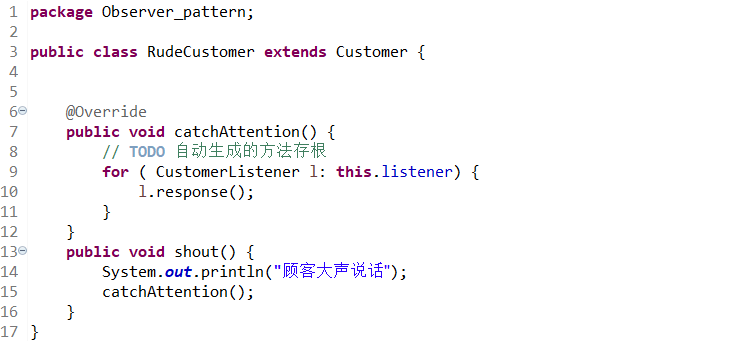 1 package Observer_pattern;
2
3 public class RudeCustomer extends Customer {
4
5
6 @Override
7 public void catchAttention() {
8 // TODO 自动生成的方法存根
9 for ( CustomerListener l: this.listener) {
10 l.response();
11 }
12 }
13 public void shout() {
14 System.out.println("顾客大声说话");
15 catchAttention();
16 }
17 }